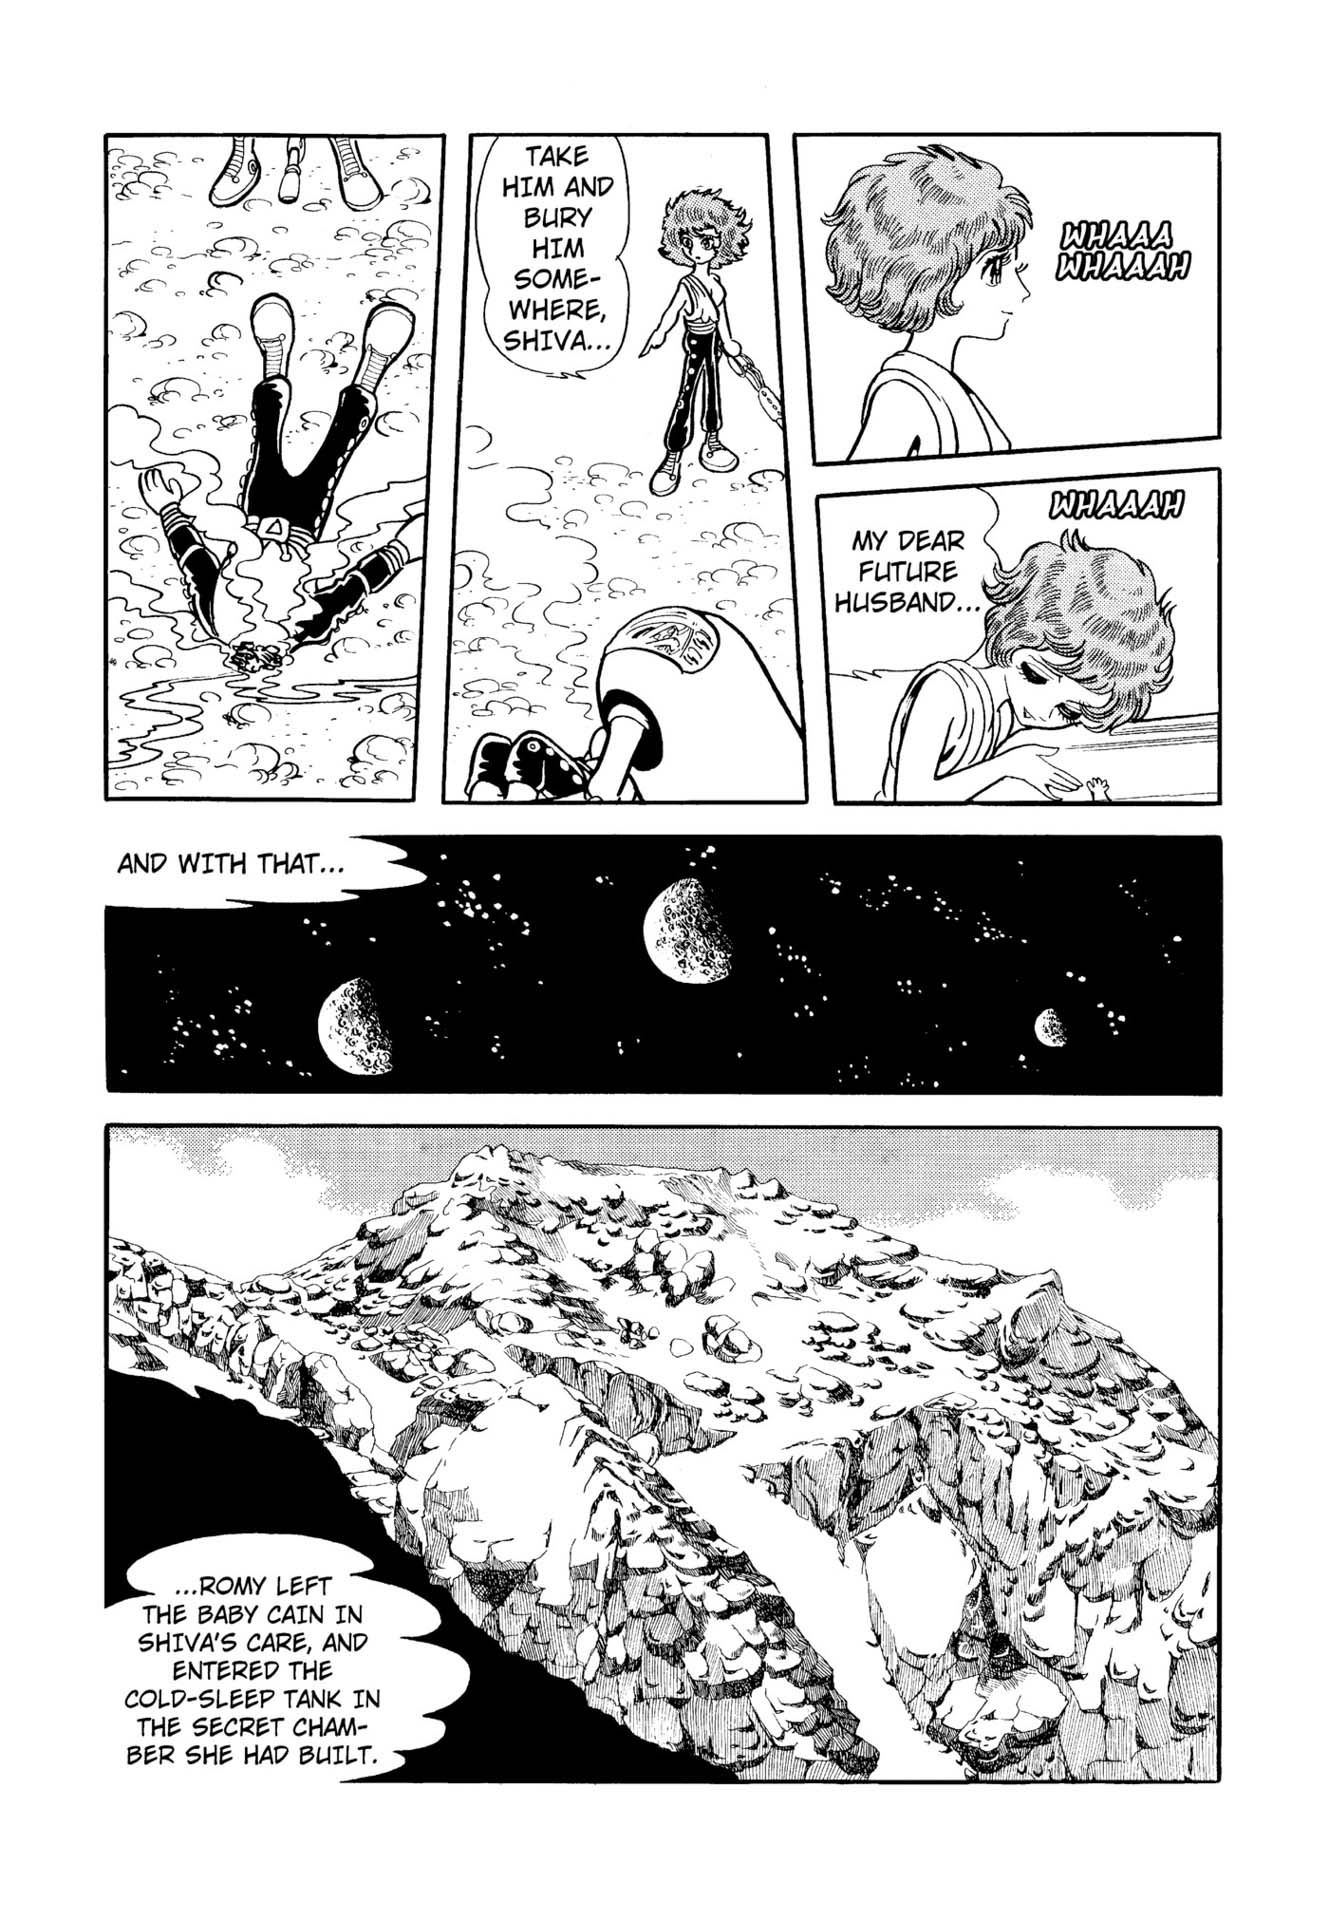 TAKE
HIM AND
BURY
HIM
SOME-
WHERE,
SHIVA...
WHAAA
WHAAAH
WHAAAH
MY DEAR
FUTURE
HUSBAND...
AND WITH THAT...
...ROMY LEFT
THE BABY CAIN IN
SHIVA'S CARE, AND
ENTERED THE
COLD-SLEEP TANK IN
THE SECRET CHAM-
BER SHE HAD BUILT.